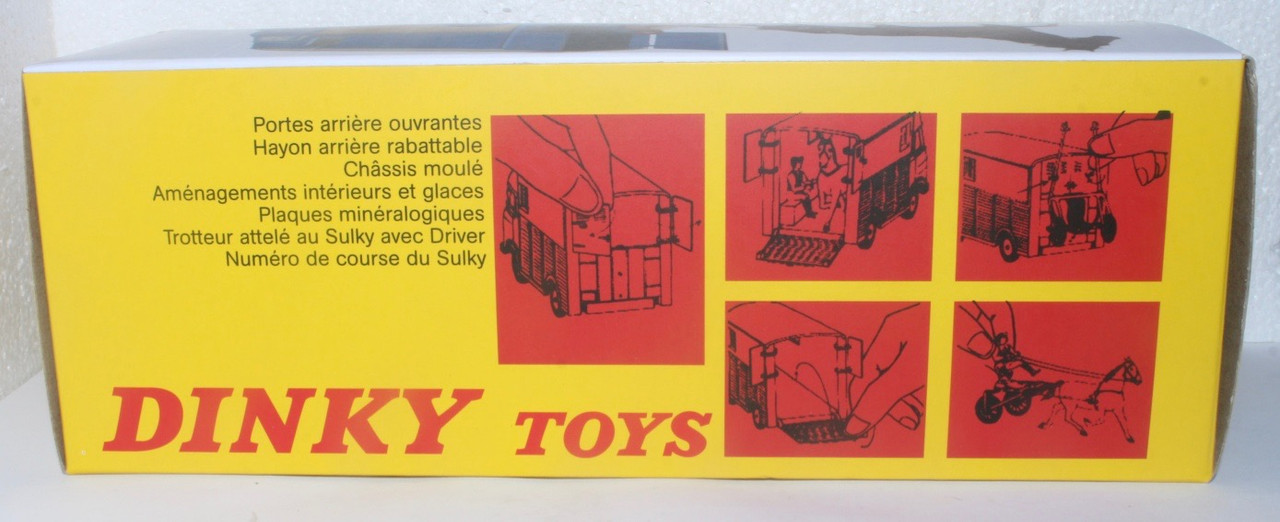 Portes arrière ouvrantes
Hayon arrière rabattable
Châssis moulé
Aménagements intérieurs et glaces
Plaques minéralogiques
Trotteur attelé au Sulky avec Driver
Numéro de course du Sulky
DINKY TOYS